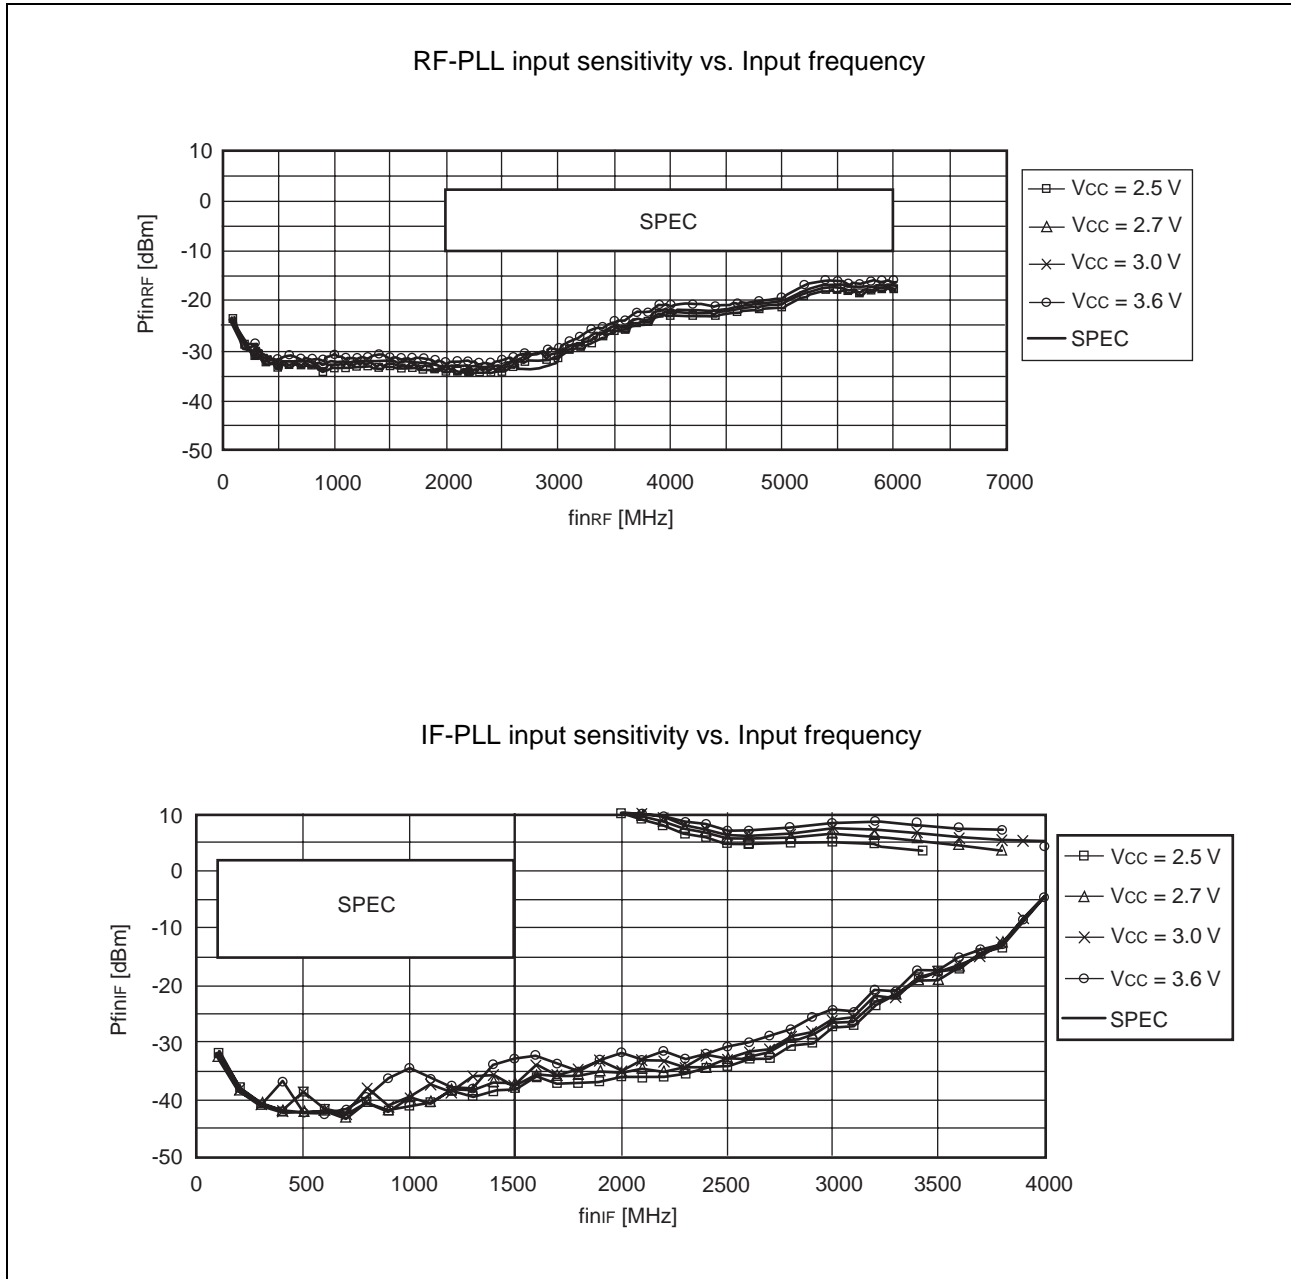 RF-PLL input sensitivity vs. Input frequency
10
0
-10
-20
-30
-40
-50
PfinRF [dBm]
SPEC
0 1000 2000 3000 4000 5000 6000 7000
finRF [MHz]
VCC = 2.5 V
VCC = 2.7 V
VCC = 3.0 V
VCC = 3.6 V
SPEC
IF-PLL input sensitivity vs. Input frequency
10
0
-10
-20
-30
-40
-50
PfinIF [dBm]
SPEC
0 500 1000 1500 2000 2500 3000 3500 4000
finIF [MHz]
VCC = 2.5 V
VCC = 2.7 V
VCC = 3.0 V
VCC = 3.6 V
SPEC